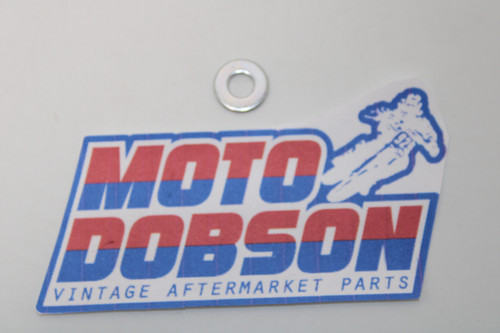 MOTO
DOBSON
VINTAGE AFTERMARKET PARTS